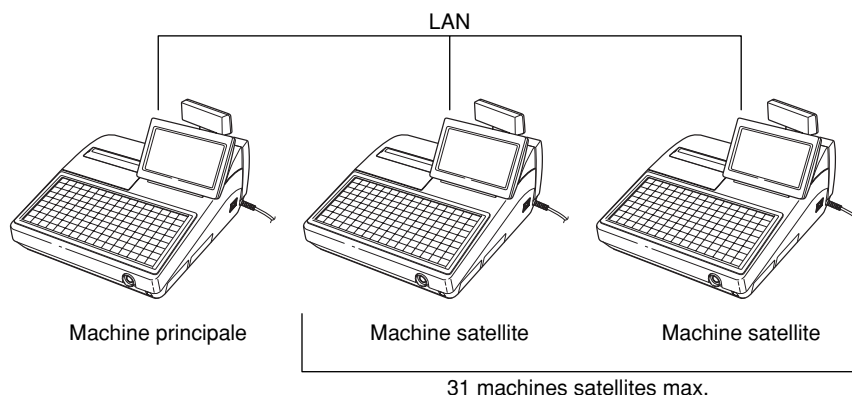 LAN
Machine principale
Machine satellite
Machine satellite
31 machines satellites max.